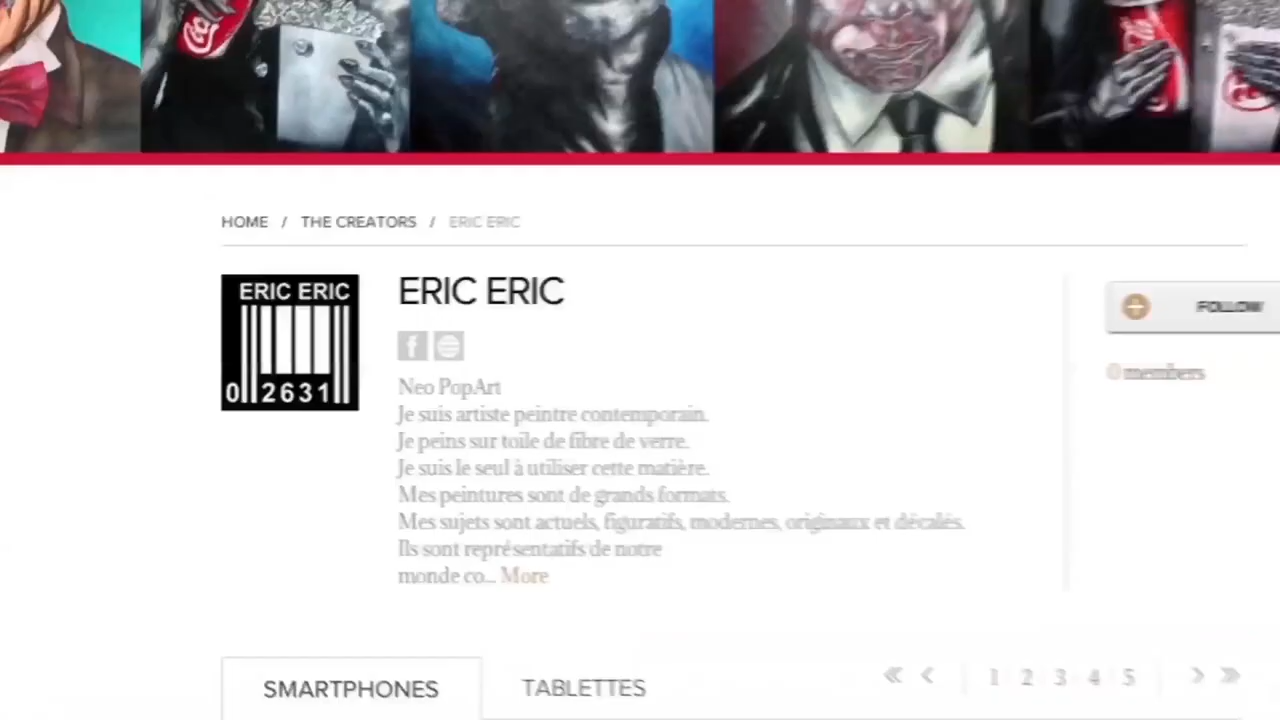 HOME / THE CREATORS / ERIC ERIC
ERIC ERIC
0 2631
ERIC ERIC
FOLLOW
0 members
Neo PopArt
Je suis artiste peintre contemporain.
Je peins sur toile de fibre de verre.
Je suis le seul à utiliser cette matière.
Mes peintures sont de grands formats.
Mes sujets sont actuels, figuratifs, modernes, originaux et décalés.
Ils sont représentatifs de notre
monde co... More
SMARTPHONES
TABLETTES
« < 1 2 3 4 5 > »